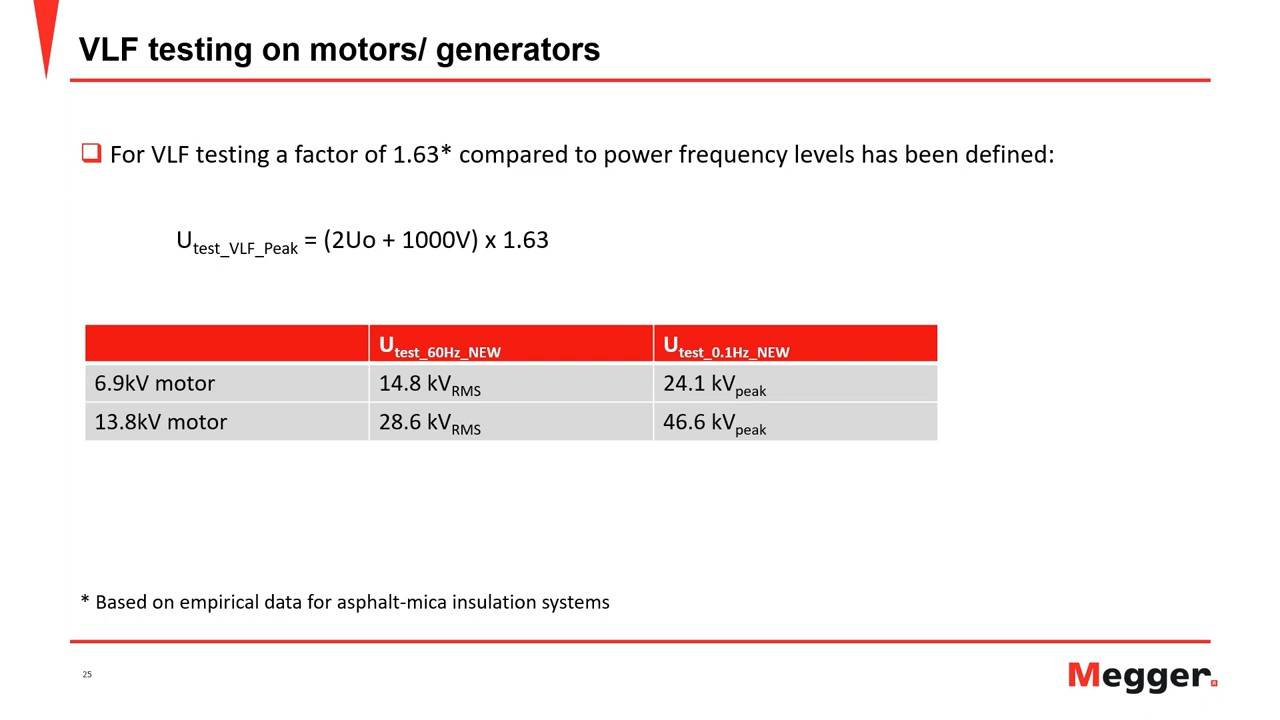 VLF testing on motors/ generators
For VLF testing a factor of 1.63* compared to power frequency levels has been defined:
Utest_VLF_Peak = (2Uo + 1000V) x 1.63
Utest_60Hz_NEW Utest_0.1Hz_NEW
6.9kV motor 14.8 kVRMS 24.1 kVpeak
13.8kV motor 28.6 kVRMS 46.6 kVpeak
* Based on empirical data for asphalt-mica insulation systems
25
Megger